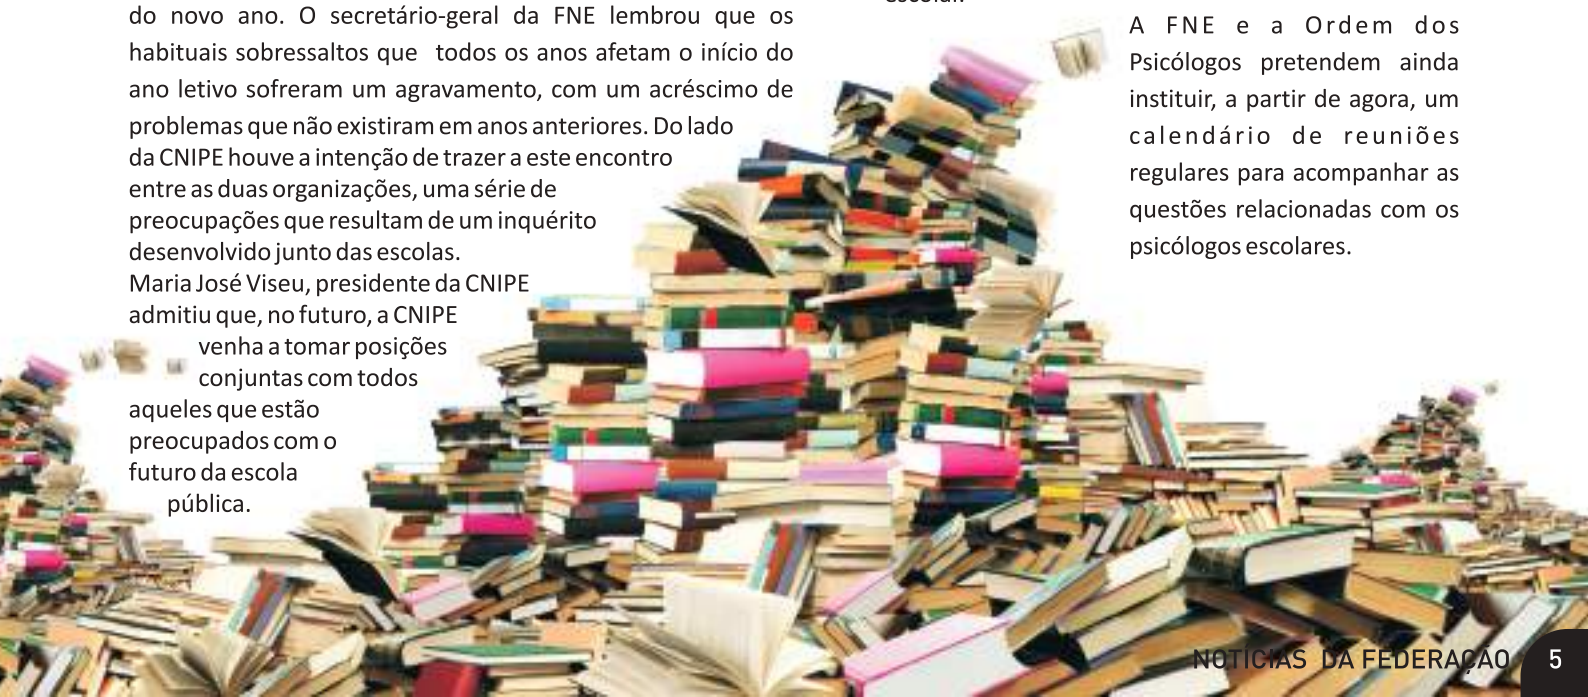 do novo ano. O secretário-geral da FNE lembrou que os
habituais sobressaltos que todos os anos afetam o início do
ano letivo sofreram um agravamento, com um acréscimo de
problemas que não existiram em anos anteriores. Do lado
da CNIPE houve a intenção de trazer a este encontro
entre as duas organizações, uma série de
preocupações que resultam de um inquérito
desenvolvido junto das escolas.
Maria José Viseu, presidente da CNIPE
admitiu que, no futuro, a CNIPE
venha a tomar posições
conjuntas com todos
aqueles que estão
preocupados com o
futuro da escola
pública.
A FNE e a Ordem dos
Psicólogos pretendem ainda
instituir, a partir de agora, um
calendário de reuniões
regulares para acompanhar as
questões relacionadas com os
psicólogos escolares.
NOTÍCIAS DA FEDERAÇÃO 5